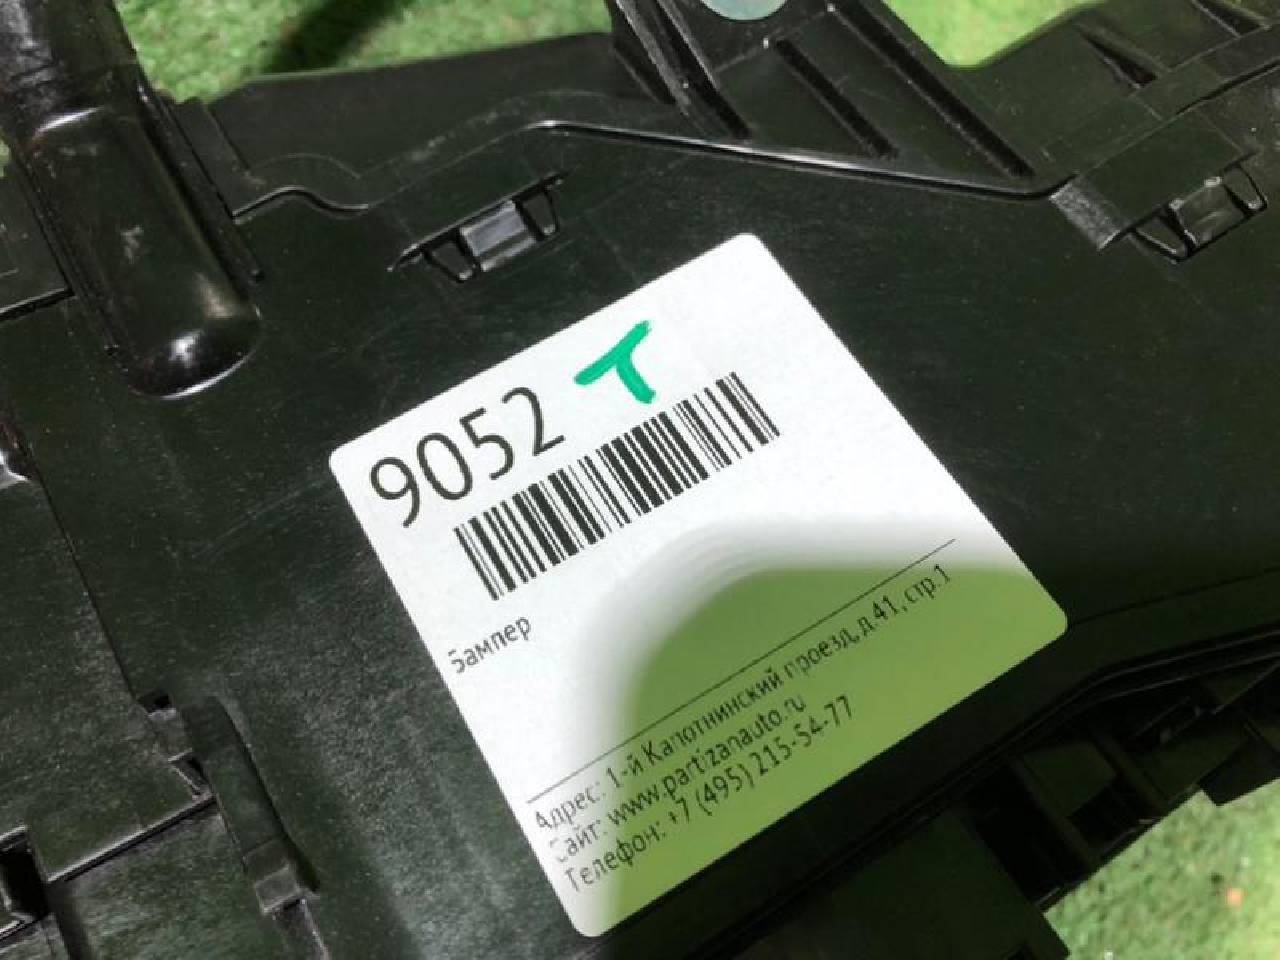 9052 T
Бампер
Адрес: 1-й Капотнинский проезд, д.41, стр.1
Сайт: www.partizanauto.ru
Телефон: +7 (495) 215-54-77